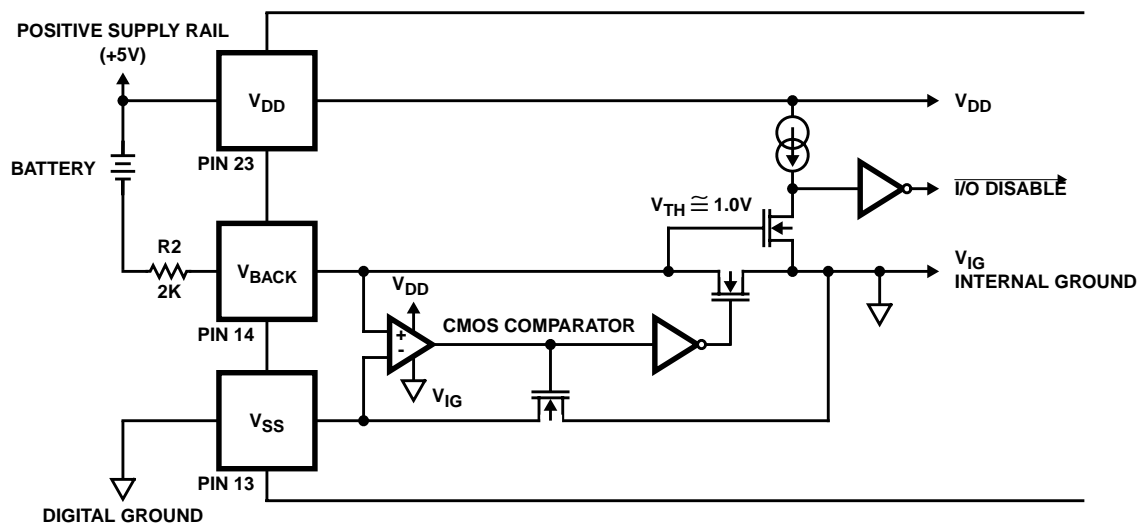 POSITIVE SUPPLY RAIL
(+5V)
VDD
VDD
PIN 23
BATTERY
I/O DISABLE
VTH ≅ 1.0V
R2
2K
VBACK
VIG
INTERNAL GROUND
VDD
CMOS COMPARATOR
+
-
PIN 14
VIG
VSS
PIN 13
DIGITAL GROUND